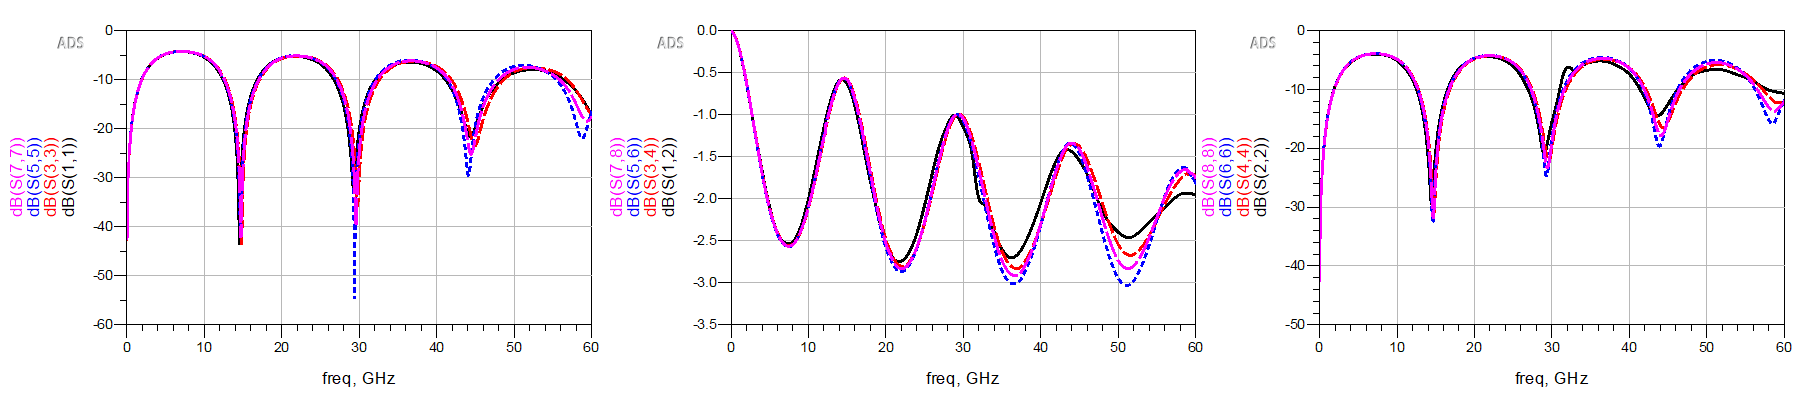 ADS
dB(S(7,7))
dB(S(5,5))
dB(S(3,3))
dB(S(1,1))
0
-10
-20
-30
-40
-50
-60
0 10 20 30 40 50 60
freq, GHz
ADS
dB(S(7,8))
dB(S(5,6))
dB(S(3,4))
dB(S(1,2))
0.0
-0.5
-1.0
-1.5
-2.0
-2.5
-3.0
-3.5
0 10 20 30 40 50 60
freq, GHz
ADS
dB(S(8,8))
dB(S(6,6))
dB(S(4,4))
dB(S(2,2))
0
-10
-20
-30
-40
-50
0 10 20 30 40 50 60
freq, GHz